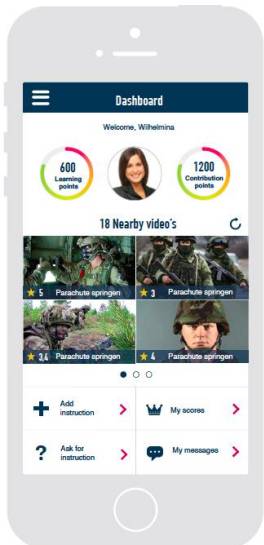 Dashboard
Welcome, Wilhelmina
600
Learning
points
1200
Contribution
points
18 Nearby video's
5 Parachute springen
3 Parachute springen
3,4 Parachute springen
4 Parachute springen
Add
instruction
My scores
Ask for
instruction
My messages